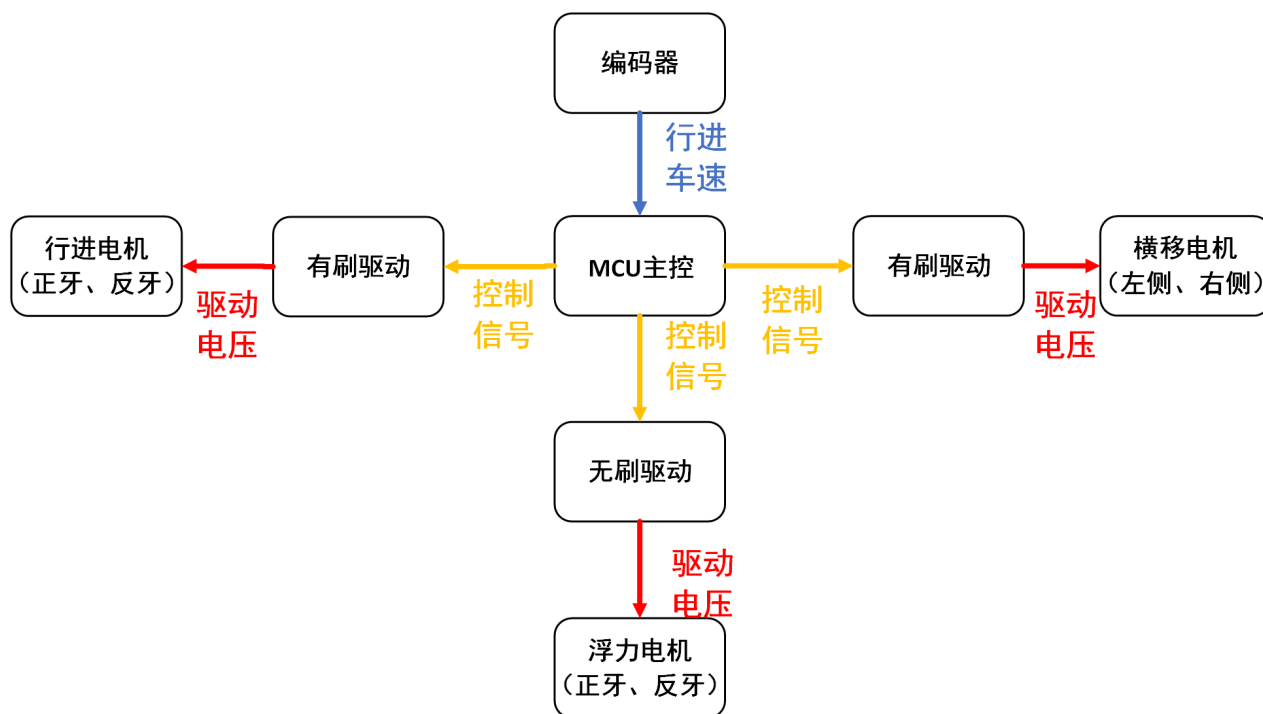 编码器
行进
车速
行进电机
（正牙、反牙）
驱动
电压
有刷驱动
控制
信号
MCU主控
控制
信号
控制
信号
有刷驱动
驱动
电压
横移电机
（左侧、右侧）
无刷驱动
驱动
电压
浮力电机
（正牙、反牙）